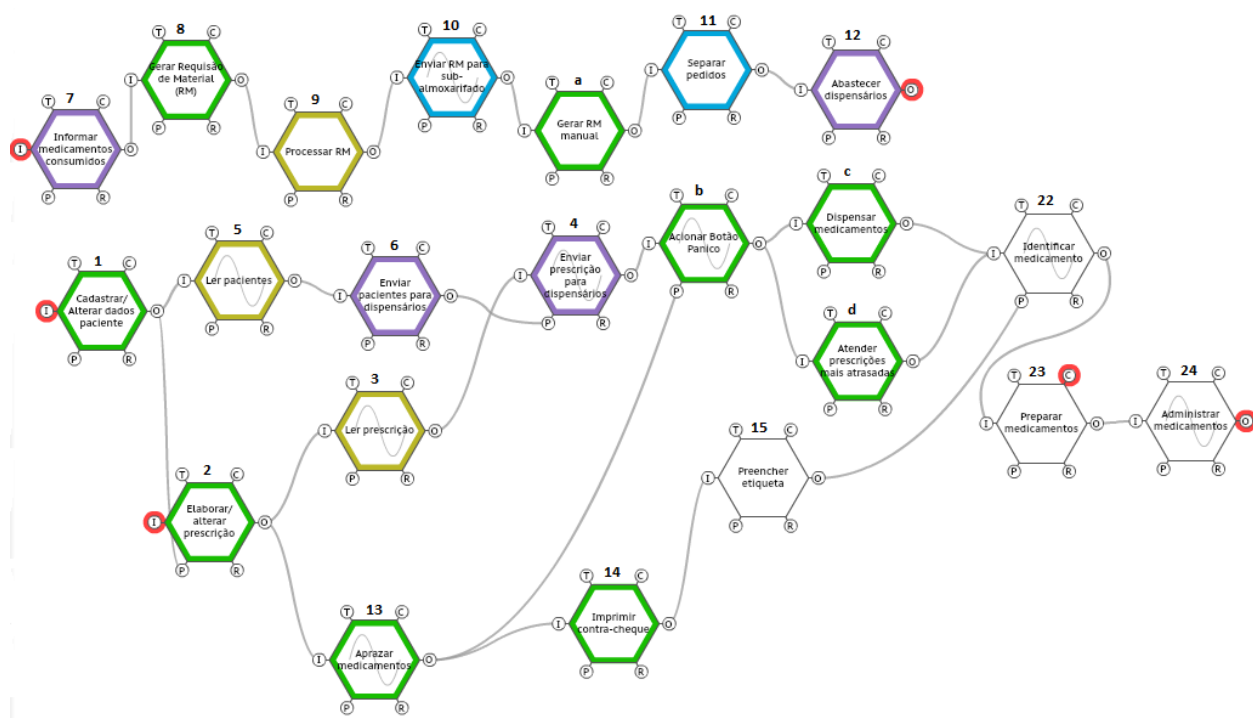 8
T C
Gerar Requisão
de Material
(RM)
I O
P R
10
T C
Enviar RM para
sub-
almoxarifado
I O
P R
11
T C
Separar
pedidos
I O
P R
12
T C
Abastecer
dispensários
I O
P R
7
T C
Informar
medicamentos
consumidos
I O
P R
9
T C
Processar RM
I O
P R
a
T C
Gerar RM
manual
I O
P R
b
T C
Acionar Botão
Panico
I O
P R
c
T C
Dispensar
medicamentos
I O
P R
22
T C
Identificar
medicamento
I O
P R
1
T C
Cadastrar/
Alterar dados
paciente
I O
P R
5
T C
Ler pacientes
I O
P R
6
T C
Enviar
pacientes para
dispensários
I O
P R
4
T C
Enviar
prescrição para
dispensários
I O
P R
d
T C
Atender
prescrições
mais atrasadas
I O
P R
3
T C
Ler prescrição
I O
P R
23
T C
Preparar
medicamentos
I O
P R
24
T C
Administrar
medicamentos
I O
P R
2
T C
Elaborar/
alterar
prescrição
I O
P R
15
T C
Preencher
etiqueta
I O
P R
13
T C
Aprazar
medicamentos
I O
P R
14
T C
Imprimir
contra-cheque
I O
P R